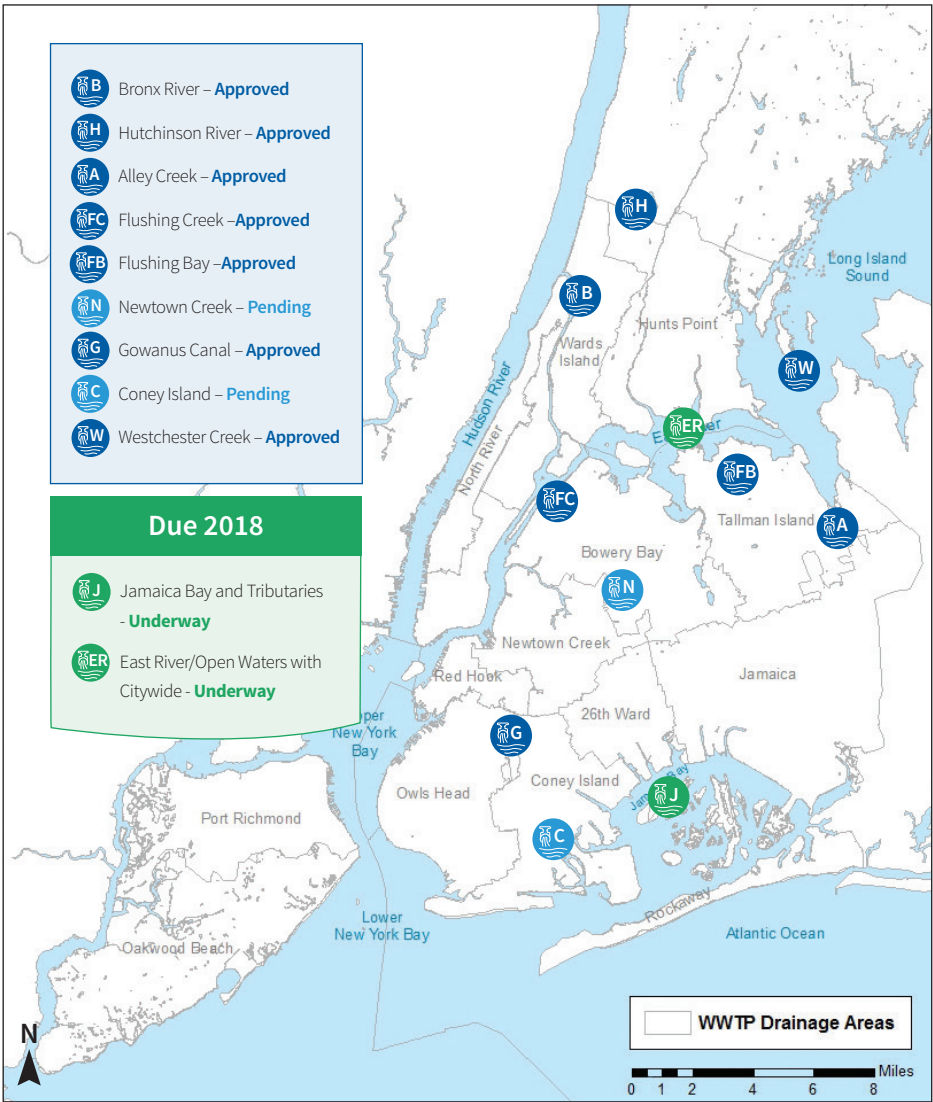 B Bronx River – Approved
H Hutchinson River – Approved
A Alley Creek – Approved
FC Flushing Creek –Approved
FB Flushing Bay –Approved
N Newtown Creek – Pending
G Gowanus Canal – Approved
C Coney Island – Pending
W Westchester Creek – Approved
Due 2018
J Jamaica Bay and Tributaries
- Underway
ER East River/Open Waters with
Citywide - Underway
H
Long Island
Sound
B
Hunts Point
Wards
Island
W
Hudson River
ER
North River
FB
FC
Tallman Island
A
Bowery Bay
N
Newtown Creek
Red Hook
Jamaica
26th Ward
New York
Bay
G
Coney Island
Owls Head
J
Port Richmond
C
Rockaway
Lower
New York Bay
Atlantic Ocean
Oakwood Beach
N
WWTP Drainage Areas
Miles
0 1 2 4 6 8